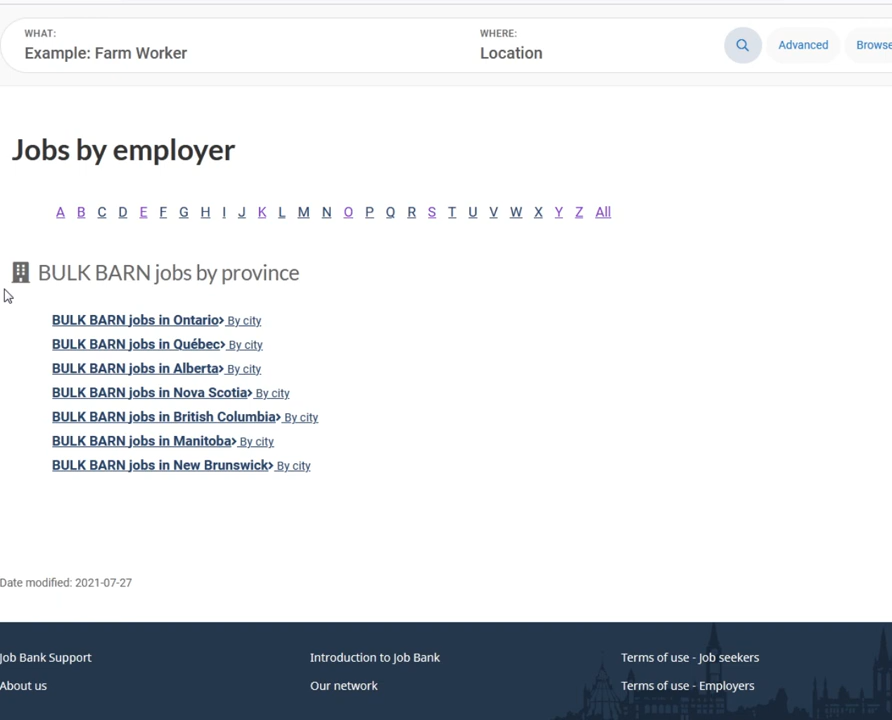 WHAT:
WHERE:
Example: Farm Worker
Location
Advanced
Browse
Jobs by employer
A B C D E F G H I J K L M N O P Q R S T U V W X Y Z All
BULK BARN jobs by province
BULK BARN jobs in Ontario› By city
BULK BARN jobs in Québec› By city
BULK BARN jobs in Alberta› By city
BULK BARN jobs in Nova Scotia› By city
BULK BARN jobs in British Columbia› By city
BULK BARN jobs in Manitoba› By city
BULK BARN jobs in New Brunswick› By city
Date modified: 2021-07-27
Job Bank Support
Introduction to Job Bank
Terms of use - Job seekers
About us
Our network
Terms of use - Employers